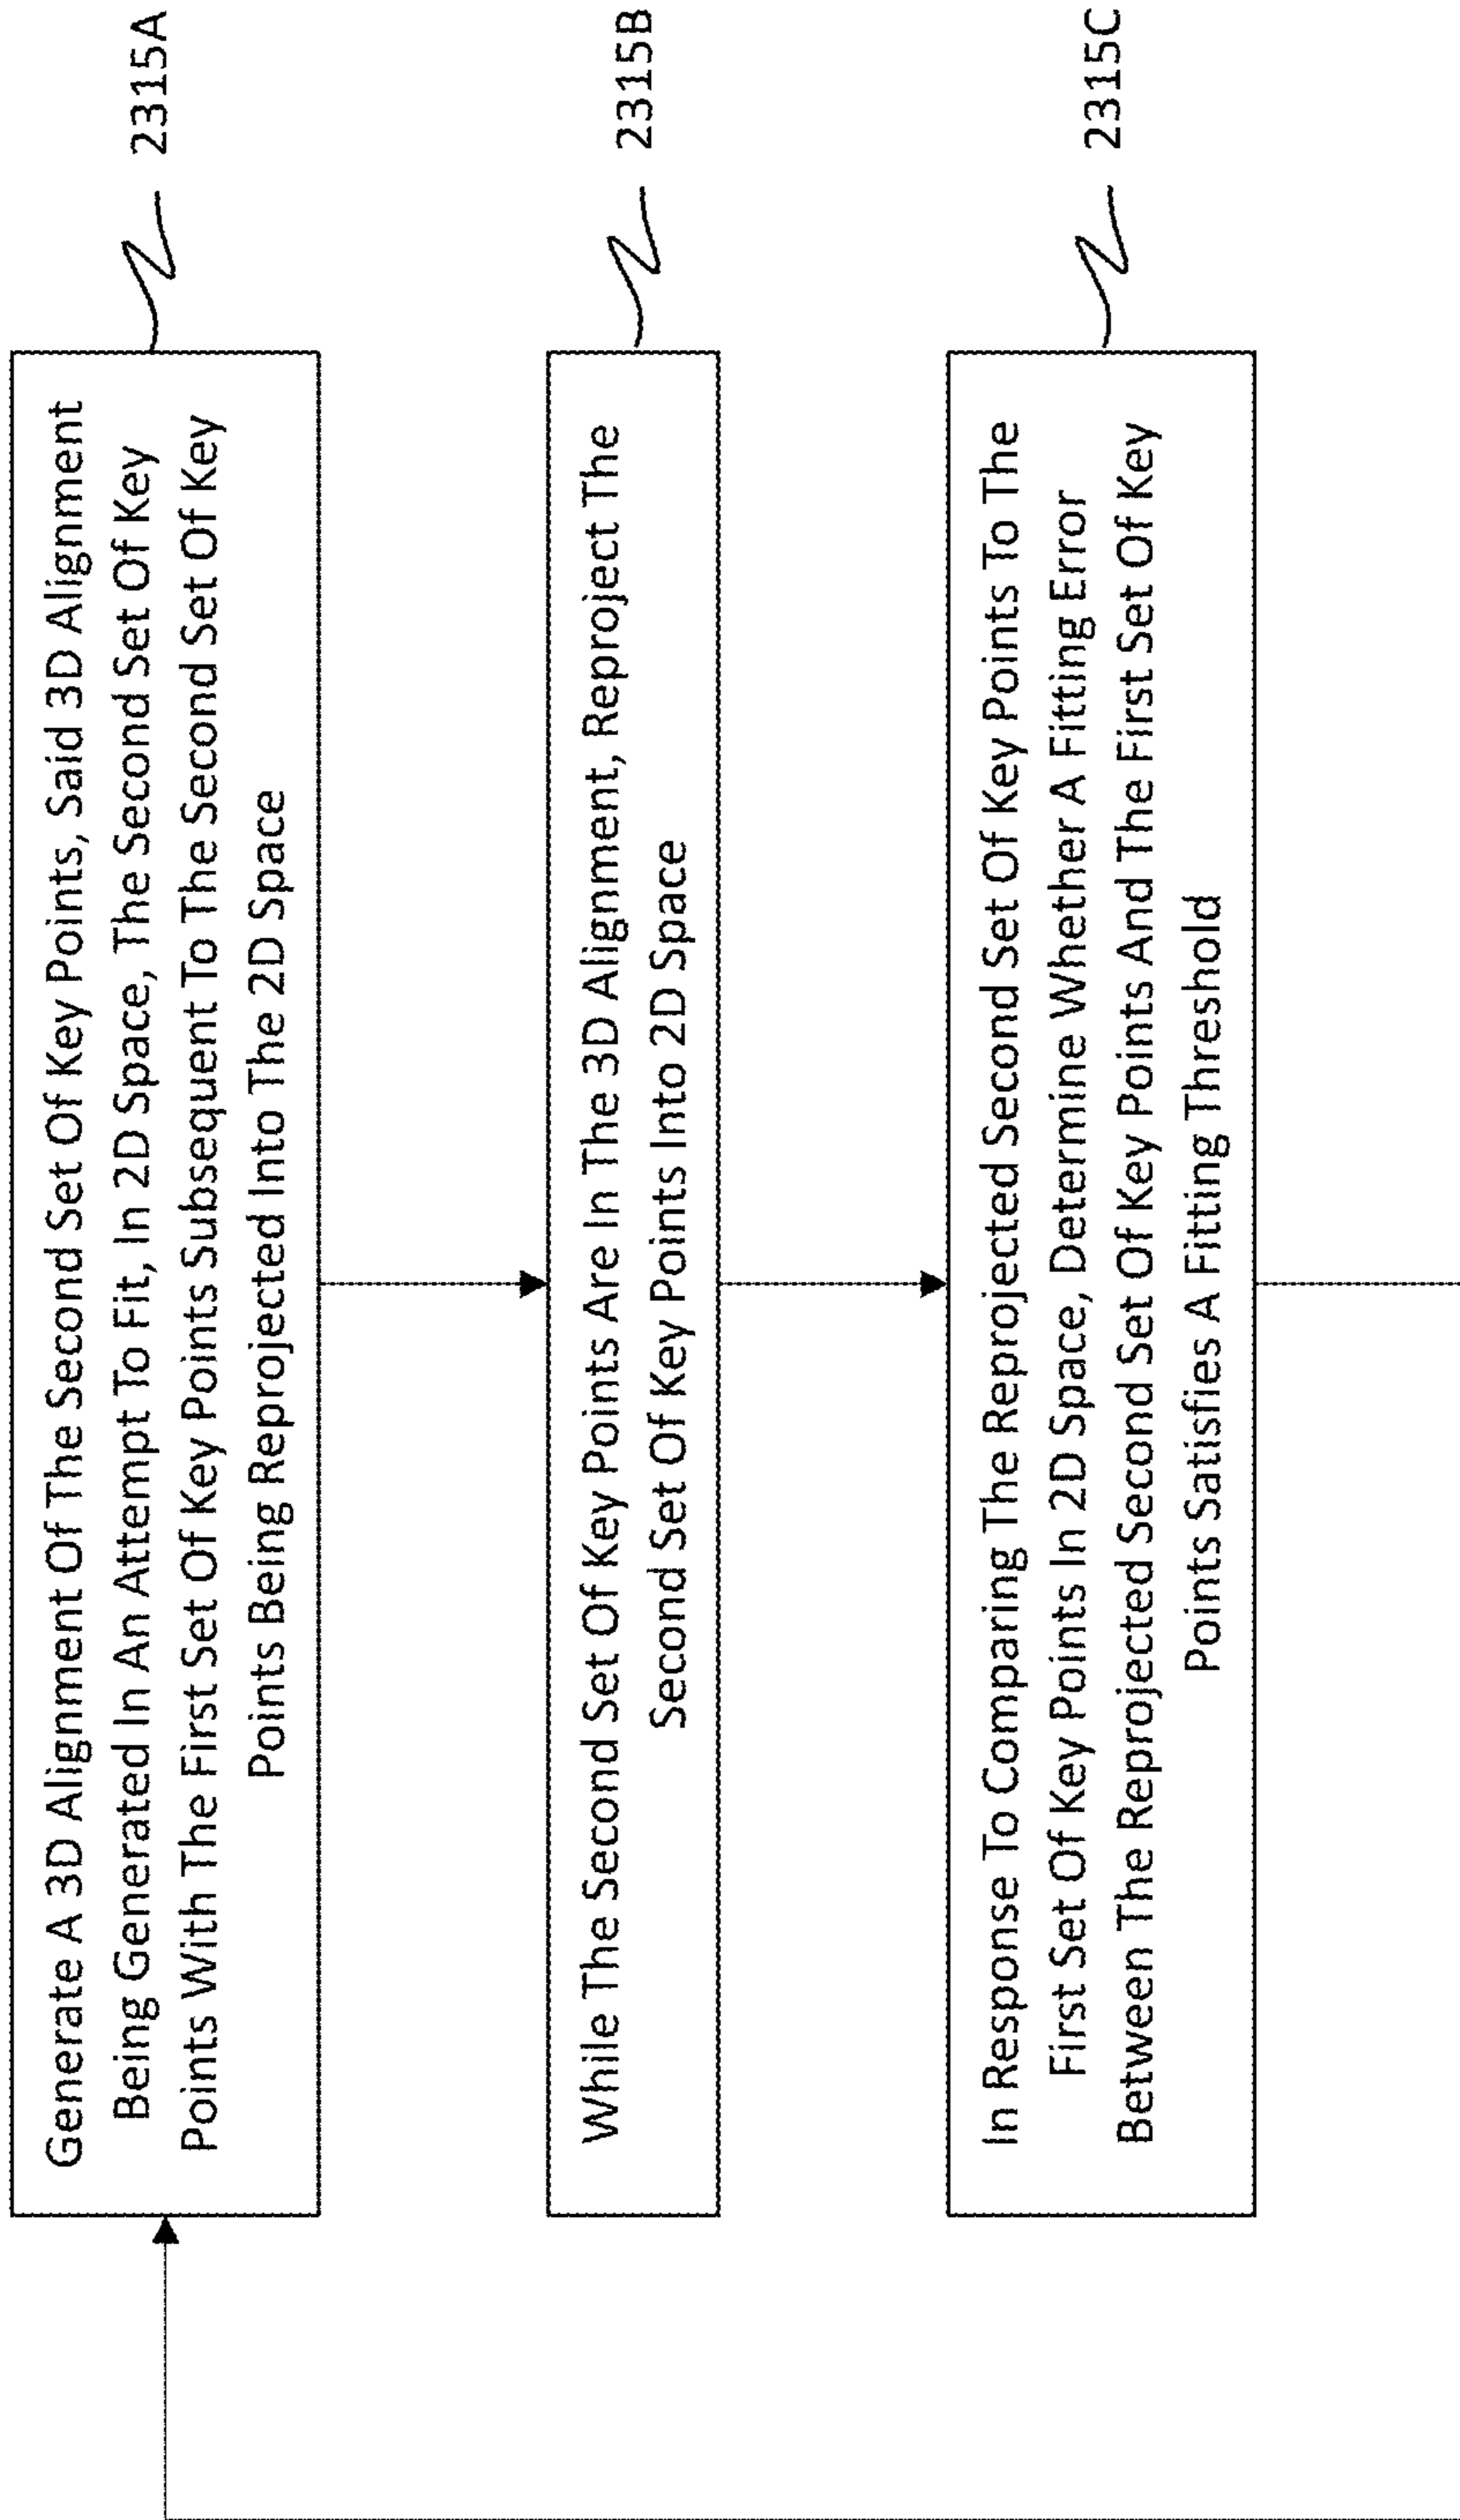 Generate A 3D Alignment Of The Second Set Of Key Points, Said 3D Alignment
Being Generated In An Attempt To Fit, In 2D Space, The Second Set Of Key
Points With The First Set Of Key Points Subsequent To The Second Set Of Key
Points Being Reprojected Into The 2D Space
2315A
While The Second Set Of Key Points Are In The 3D Alignment, Reproject The
Second Set Of Key Points Into 2D Space
2315B
In Response To Comparing The Reprojected Second Set Of Key Points To The
First Set Of Key Points In 2D Space, Determine Whether A Fitting Error
Between The Reprojected Second Set Of Key Points And The First Set Of Key
Points Satisfies A Fitting Threshold
2315C